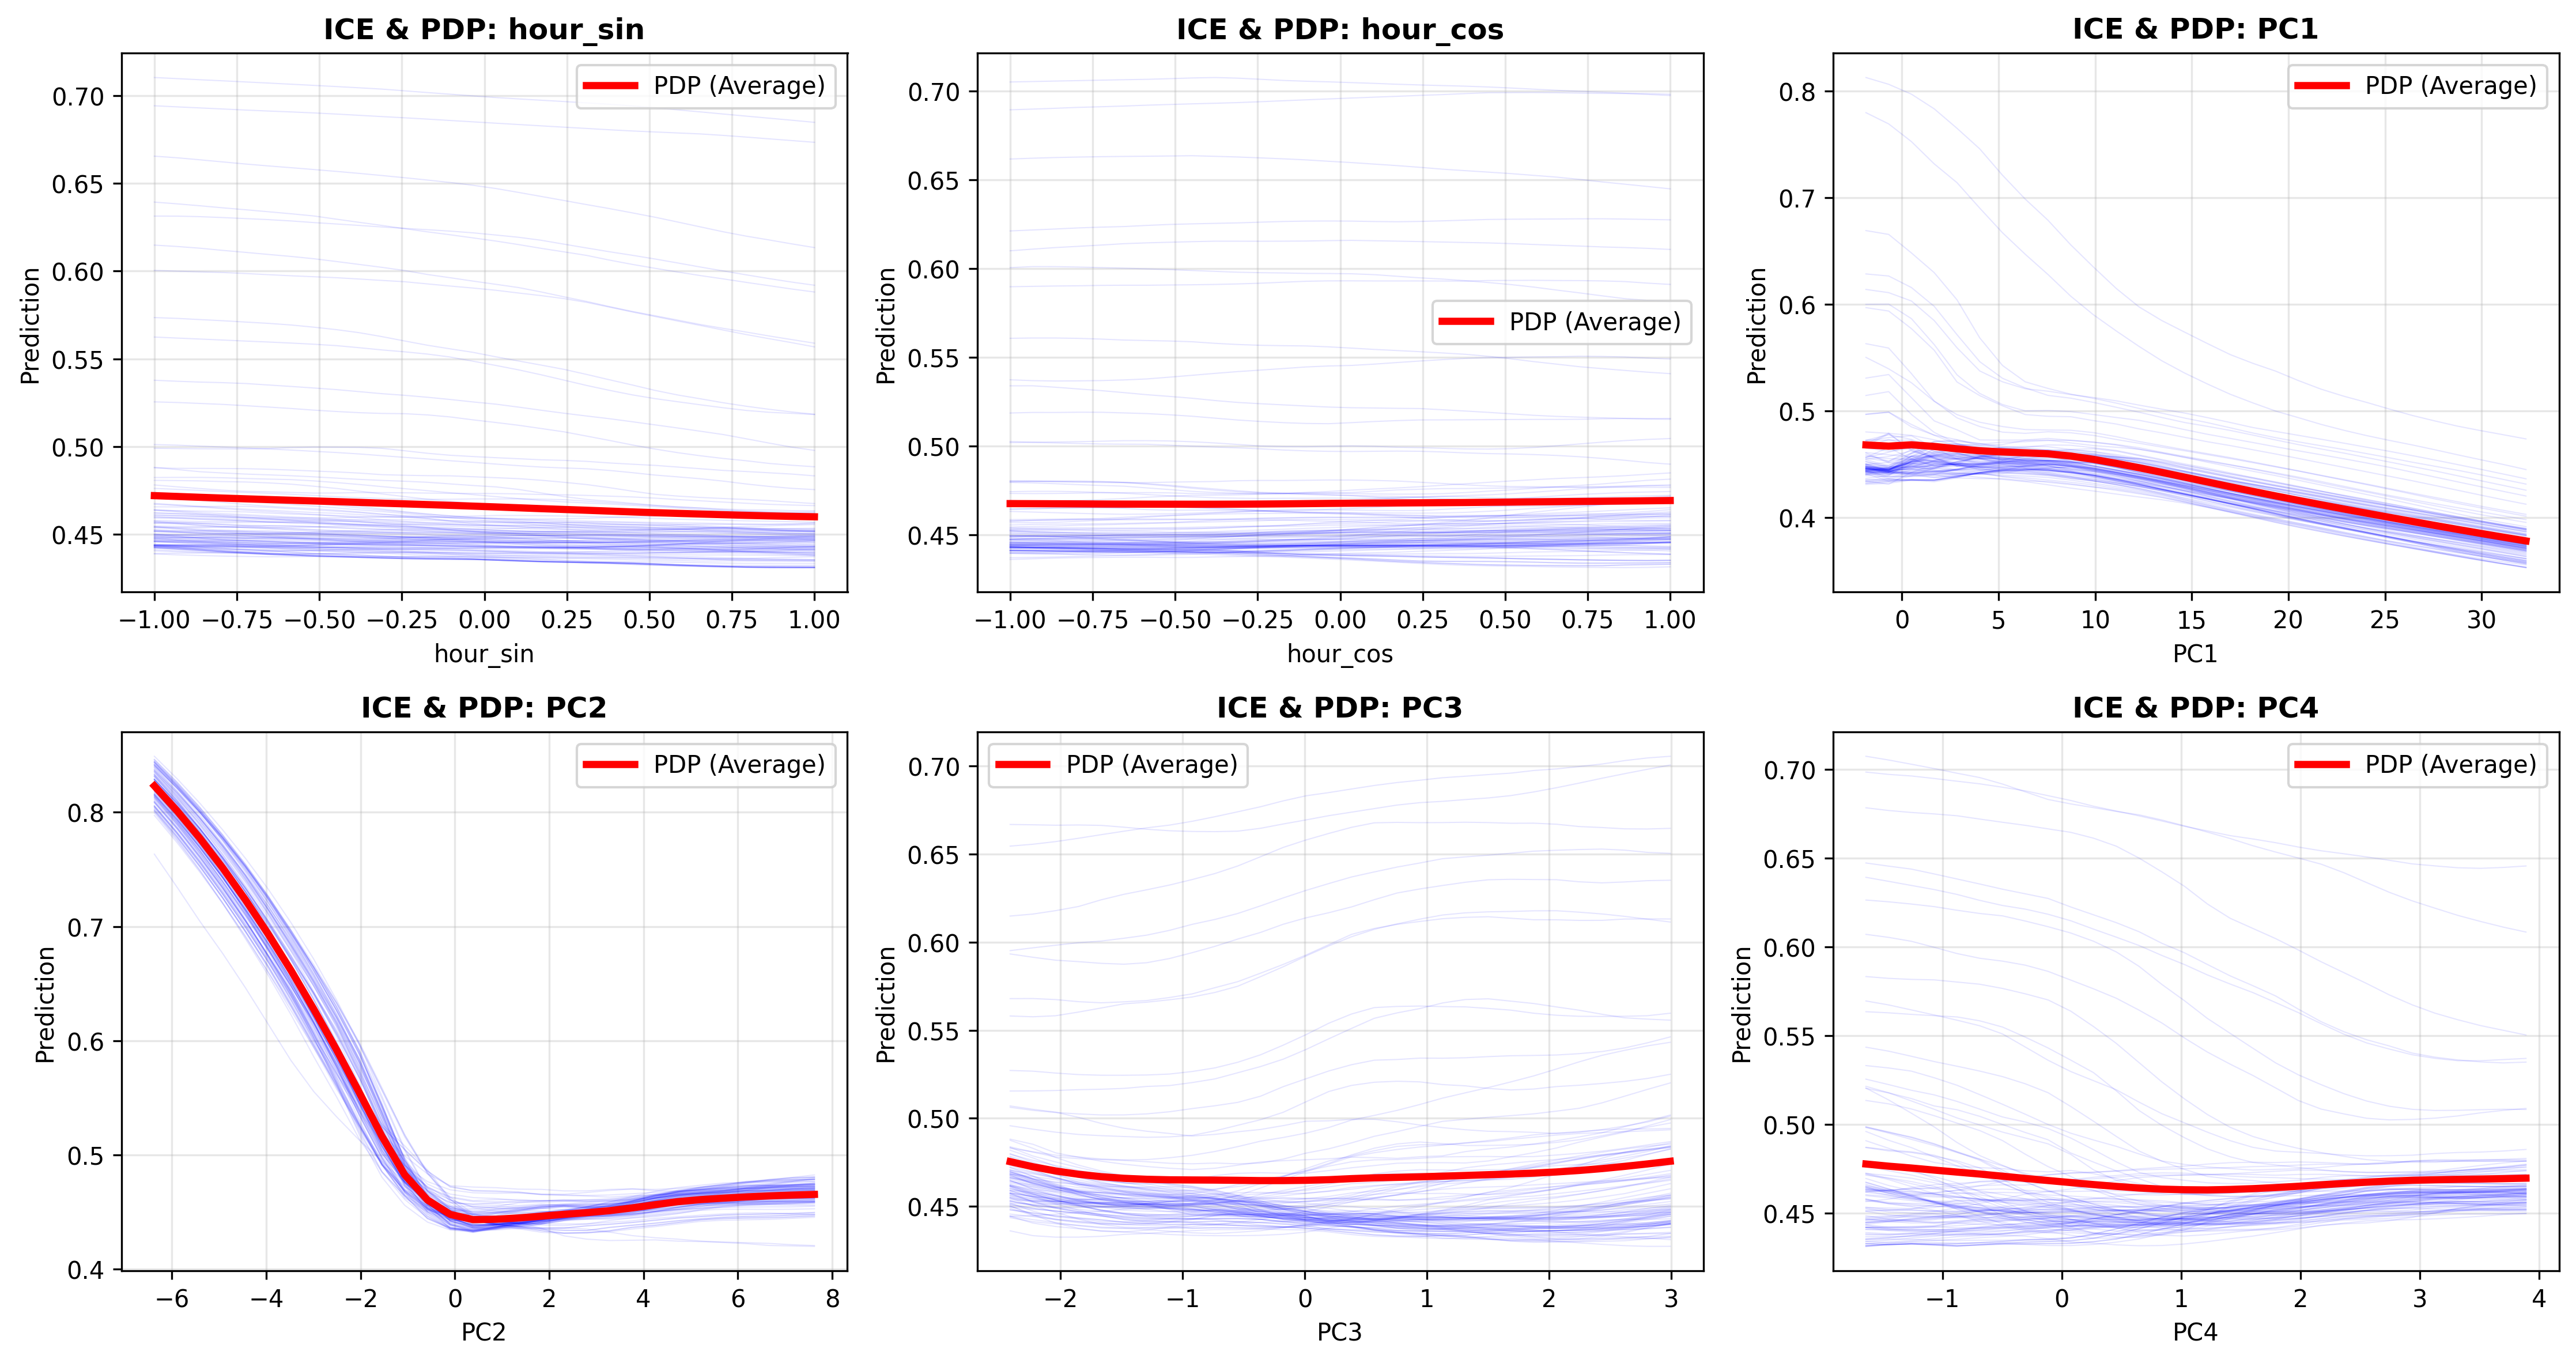 ICE & PDP: hour_sin
PDP (Average)
Prediction
0.70
0.65
0.60
0.55
0.50
0.45
−1.00 −0.75 −0.50 −0.25 0.00 0.25 0.50 0.75 1.00
hour_sin
ICE & PDP: hour_cos
PDP (Average)
Prediction
0.70
0.65
0.60
0.55
0.50
0.45
−1.00 −0.75 −0.50 −0.25 0.00 0.25 0.50 0.75 1.00
hour_cos
ICE & PDP: PC1
PDP (Average)
Prediction
0.8
0.7
0.6
0.5
0.4
0 5 10 15 20 25 30
PC1
ICE & PDP: PC2
PDP (Average)
Prediction
0.8
0.7
0.6
0.5
0.4
−6 −4 −2 0 2 4 6 8
PC2
ICE & PDP: PC3
PDP (Average)
Prediction
0.70
0.65
0.60
0.55
0.50
0.45
−2 −1 0 1 2 3
PC3
ICE & PDP: PC4
PDP (Average)
Prediction
0.70
0.65
0.60
0.55
0.50
0.45
−1 0 1 2 3 4
PC4